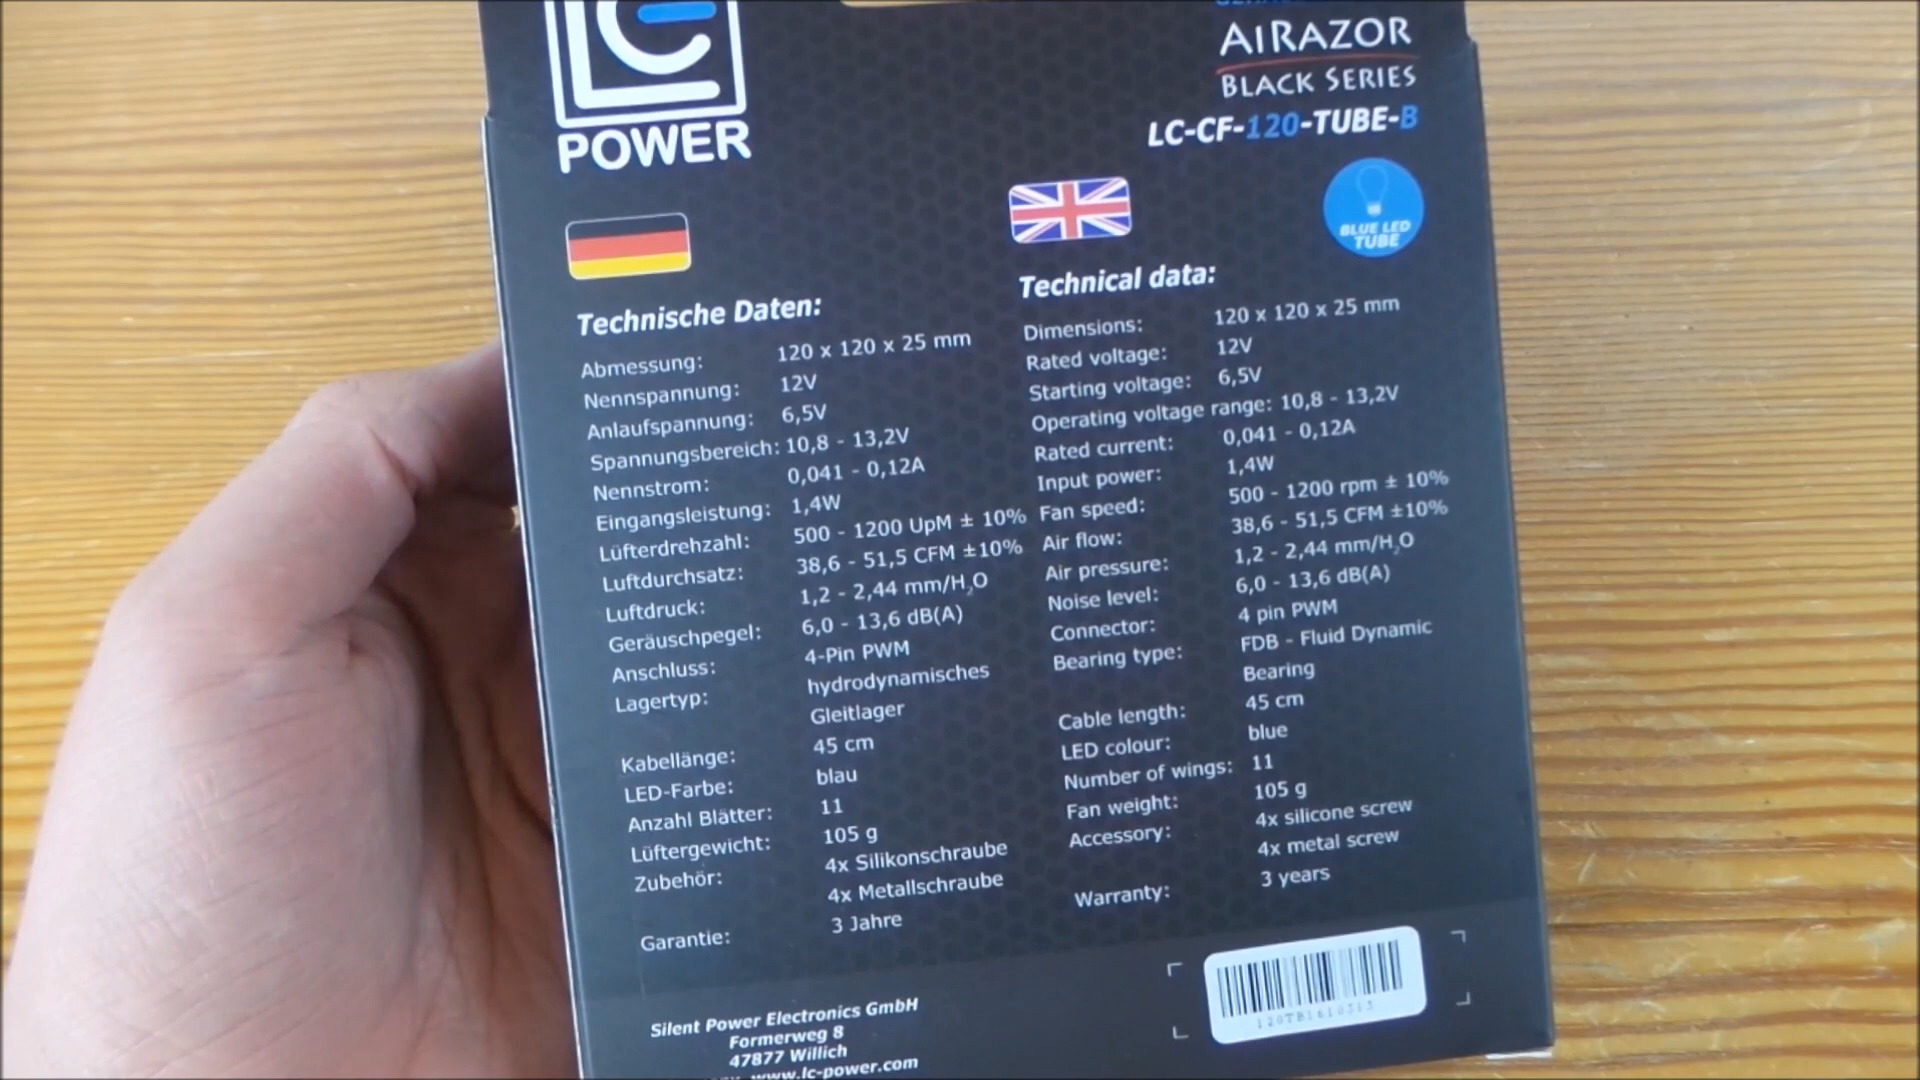 LC
POWER
AiRazor
Black Series
LC-CF-120-TUBE-B
BLUE LED
TUBE
Technische Daten:
Abmessung: 120 x 120 x 25 mm
Nennspannung: 12V
Anlaufspannung: 6,5V
Spannungsbereich: 10,8 - 13,2V
Nennstrom: 0,041 - 0,12A
Eingangsleistung: 1,4W
Lüfterdrehzahl: 500 - 1200 UpM ± 10%
Luftdurchsatz: 38,6 - 51,5 CFM ±10%
Luftdruck: 1,2 - 2,44 mm/H₂O
Geräuschpegel: 6,0 - 13,6 dB(A)
Anschluss: 4-Pin PWM
Lagertyp: hydrodynamisches
Gleitlager
Kabellänge: 45 cm
LED-Farbe: blau
Anzahl Blätter: 11
Lüftergewicht: 105 g
Zubehör: 4x Silikonschraube
4x Metallschraube
Garantie: 3 Jahre
Technical data:
Dimensions: 120 x 120 x 25 mm
Rated voltage: 12V
Starting voltage: 6,5V
Operating voltage range: 10,8 - 13,2V
Rated current: 0,041 - 0,12A
Input power: 1,4W
Fan speed: 500 - 1200 rpm ± 10%
Air flow: 38,6 - 51,5 CFM ±10%
Air pressure: 1,2 - 2,44 mm/H₂O
Noise level: 6,0 - 13,6 dB(A)
Connector: 4 pin PWM
Bearing type: FDB - Fluid Dynamic
Bearing
Cable length: 45 cm
LED colour: blue
Number of wings: 11
Fan weight: 105 g
Accessory: 4x silicone screw
4x metal screw
Warranty: 3 years
Silent Power Electronics GmbH
Formerweg 8
47877 Willich
www.lc-power.com